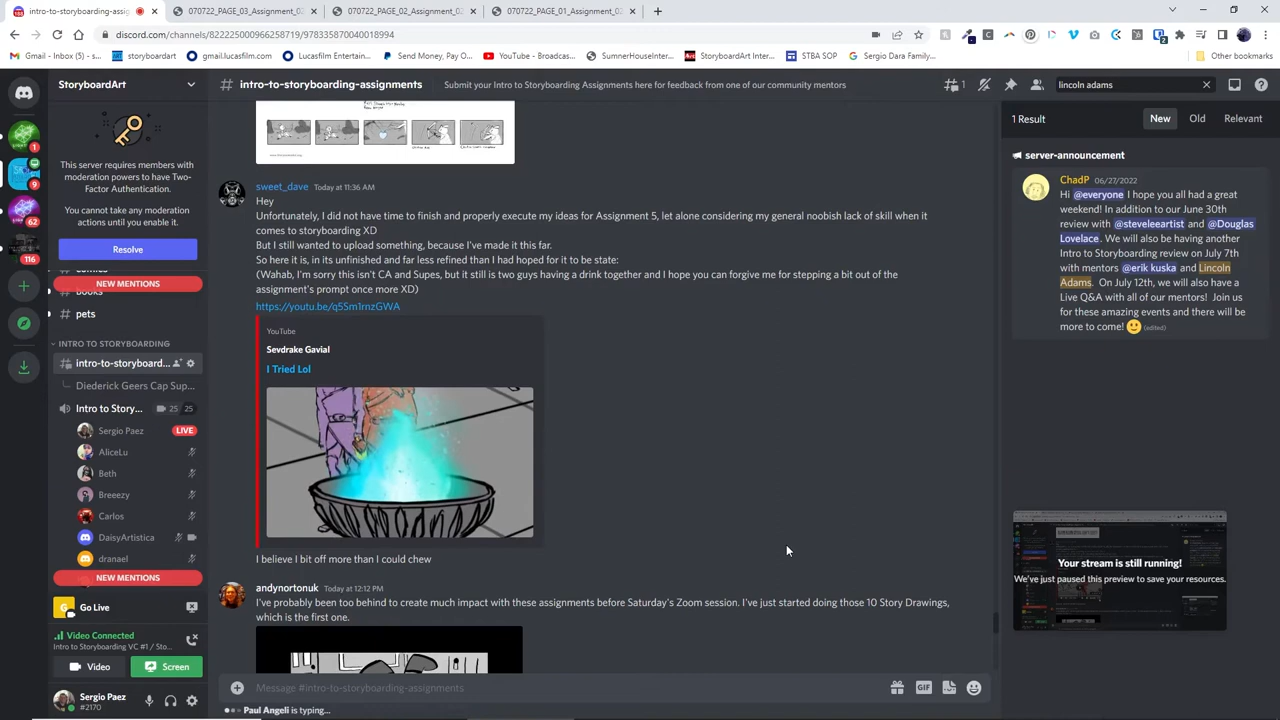 intro-to-storyboarding-assig
070722_PAGE_03_Assignment_03.
070722_PAGE_02_Assignment_03.
070722_PAGE_01_Assignment_02.
discord.com/channels/822225000966258719/978335870040018994
Gmail - Inbox (5) - s...
storyboardart
gmail.lucasfilm.com
Lucasfilm Entertain...
Send Money, Pay O...
YouTube - Broadcas...
SumnerHouseInter...
StoryboardArt Inter...
STBA SOP
Sergio Dara Family...
Other bookmarks
StoryboardArt
intro-to-storyboarding-assignments
Submit your Intro to Storyboarding Assignments here for feedback from one of our community mentors
1
lincoln adams
This server requires members
with moderation powers to have Two-
Factor Authentication.
You cannot take any moderation
actions until you enable it.
Resolve
1
9
62
116
NEW MENTIONS
books
pets
INTRO TO STORYBOARDING
intro-to-storyboard...
Diederick Geers Cap Sup...
Intro to Story...
25
25
Sergio Paez
LIVE
AliceLu
Beth
Breeezy
Carlos
DaisyArtistica
dranael
NEW MENTIONS
Go Live
Video Connected
Intro to Storyboarding VC #1 / Sto...
Video
Screen
Sergio Paez
#2170
sweet_dave Today at 11:36 AM
Hey
Unfortunately, I did not have time to finish and properly execute my ideas for Assignment 5, let alone considering my general noobish lack of skill when it
comes to storyboarding XD
But I still wanted to upload something, because I've made it this far.
So here it is, in its unfinished and far less refined than I had hoped for it to be state:
(Wahab, I'm sorry this isn't CA and Supes, but it still is two guys having a drink together and I hope you can forgive me for stepping a bit out of the
assignment's prompt once more XD)
https://youtu.be/q5Sm1rnzGWA
YouTube
Sevdrake Gavial
I Tried Lol
I believe I bit off more than I could chew
andynortonuk Today at 12:12 PM
I've probably been too behind to create much impact with these assignments before Saturday's Zoom session. I've just started doing those 10 Story Drawings,
which is the first one.
Message #intro-to-storyboarding-assignments
GIF
Paul Angeli is typing...
1 Result
New
Old
Relevant
server-announcement
ChadP 06/27/2022
Hi @everyone I hope you all had a great
weekend! In addition to our June 30th
review with @steveleeartist and @Douglas
Lovelace. We will also be having another
Intro to Storyboarding review on July 7th
with mentors @erik kuska and Lincoln
Adams. On July 12th, we will also have a
Live Q&A with all of our mentors! Join us
for these amazing events and there will be
more to come! (edited)
Your stream is still running!
We've just paused this preview to save your resources.